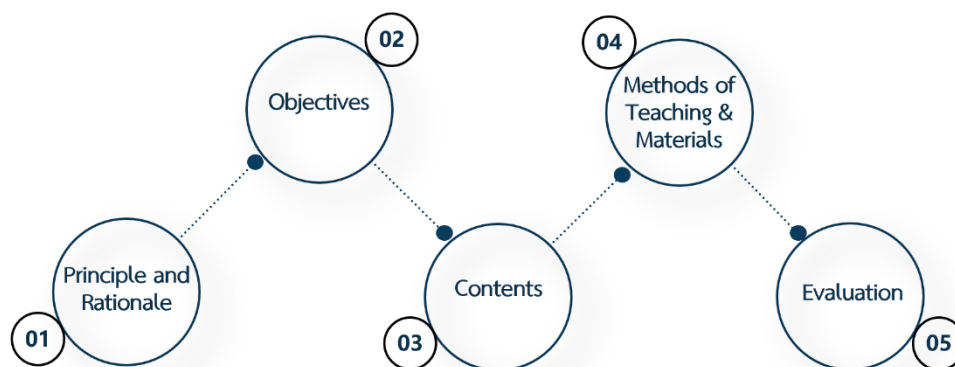 01
Principle and
Rationale
02
Objectives
03
Contents
04
Methods of
Teaching &
Materials
05
Evaluation